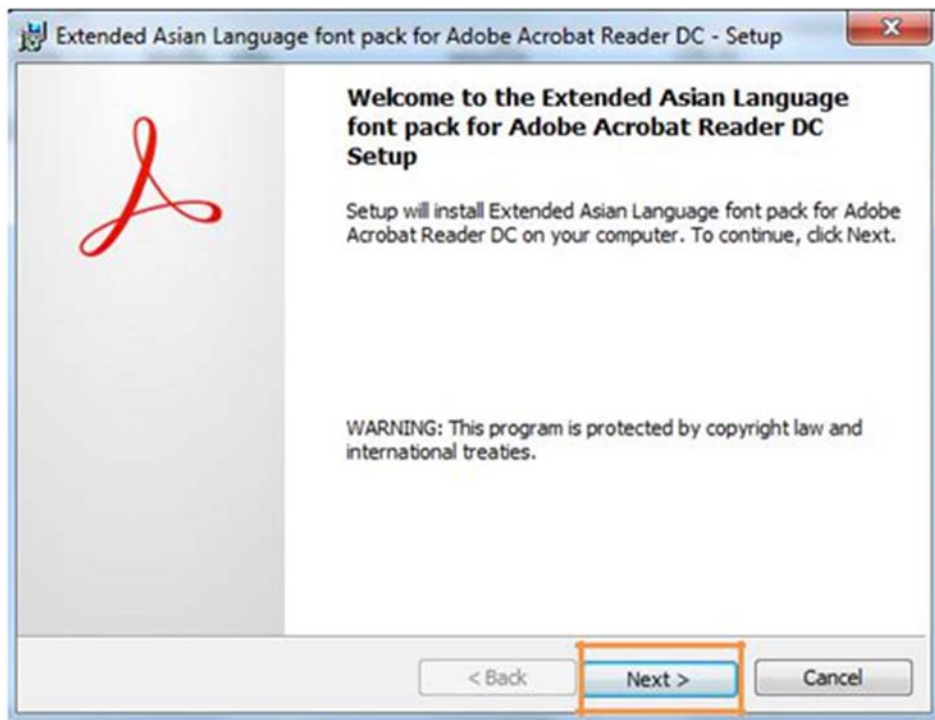 Extended Asian Language font pack for Adobe Acrobat Reader DC - Setup
Welcome to the Extended Asian Language
font pack for Adobe Acrobat Reader DC
Setup
Setup will install Extended Asian Language font pack for Adobe
Acrobat Reader DC on your computer. To continue, click Next.
WARNING: This program is protected by copyright law and
international treaties.
< Back Next > Cancel